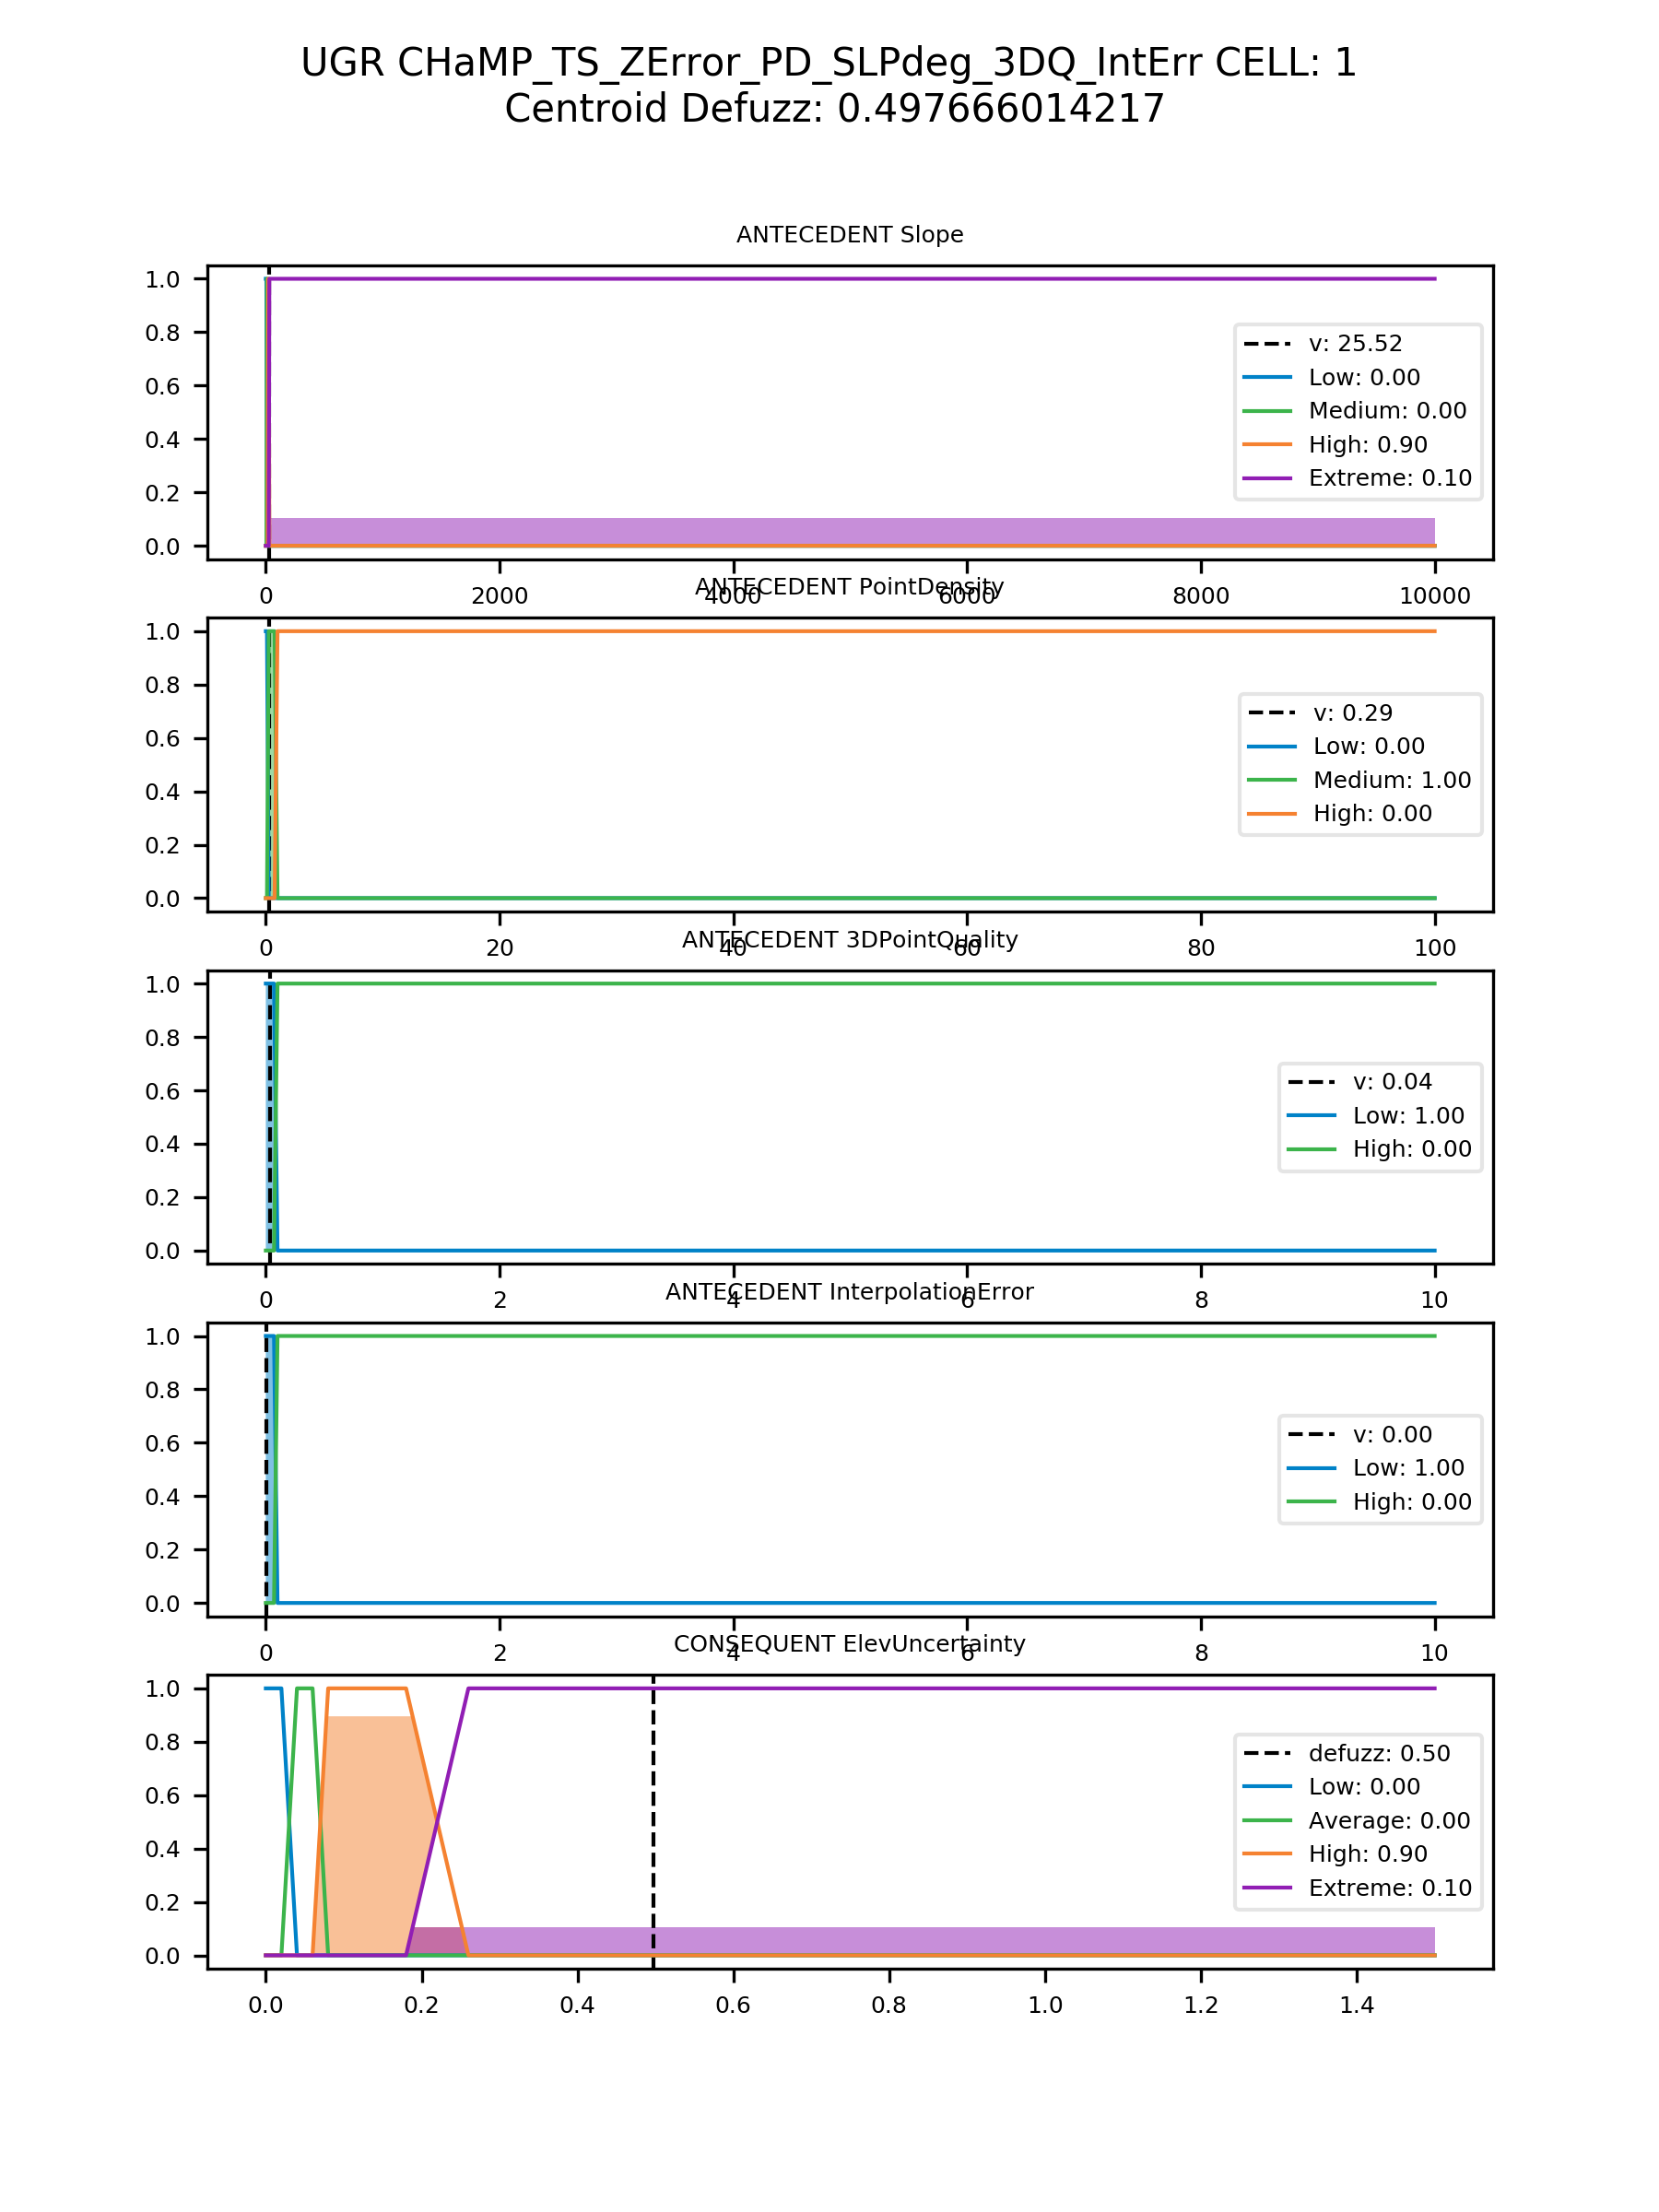 UGR CHaMP_TS_ZError_PD_SLPdeg_3DQ_IntErr CELL: 1
Centroid Defuzz: 0.497666014217
ANTECEDENT Slope
1.0
0.8
0.6
0.4
0.2
0.0
v: 25.52
Low: 0.00
Medium: 0.00
High: 0.90
Extreme: 0.10
0 2000 4000 6000 8000 10000
ANTECEDENT PointDensity
1.0
0.8
0.6
0.4
0.2
0.0
v: 0.29
Low: 0.00
Medium: 1.00
High: 0.00
0 20 40 60 80 100
ANTECEDENT 3DPointQuality
1.0
0.8
0.6
0.4
0.2
0.0
v: 0.04
Low: 1.00
High: 0.00
0 2 4 6 8 10
ANTECEDENT InterpolationError
1.0
0.8
0.6
0.4
0.2
0.0
v: 0.00
Low: 1.00
High: 0.00
0 2 4 6 8 10
CONSEQUENT ElevUncertainty
1.0
0.8
0.6
0.4
0.2
0.0
defuzz: 0.50
Low: 0.00
Average: 0.00
High: 0.90
Extreme: 0.10
0.0 0.2 0.4 0.6 0.8 1.0 1.2 1.4